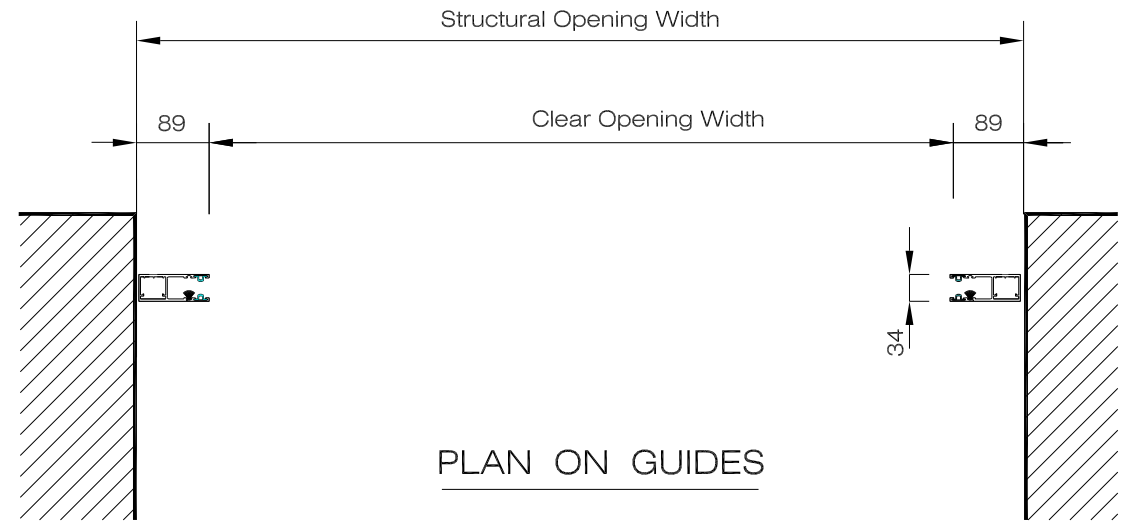 Structural Opening Width
89
Clear Opening Width
89
34
PLAN ON GUIDES